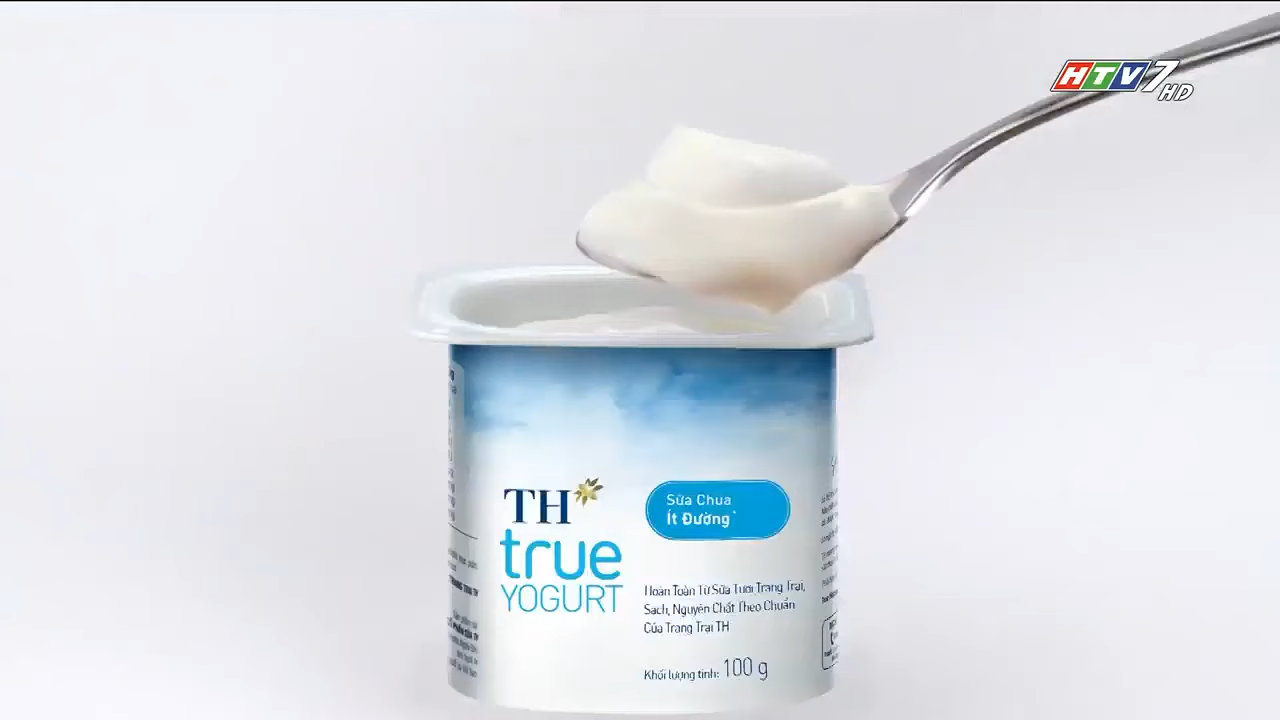 HTV7
HD
TH
true
YOGURT
Sữa Chua
Ít Đường*
Hoàn Toàn Từ Sữa Tươi Trang Trại,
Sạch, Nguyên Chất Theo Chuẩn
Của Trang Trại TH
Khối lượng tịnh: 100 g